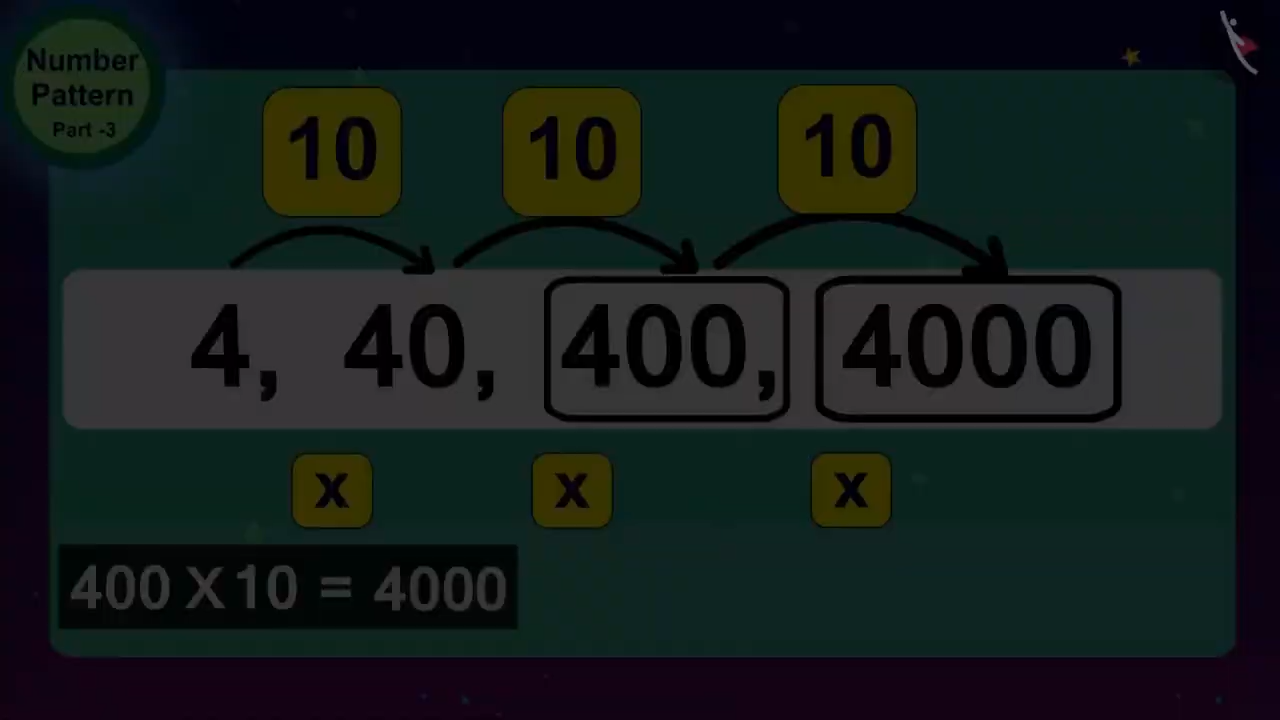 Number
Pattern
Part -3
10 10 10
4, 40, 400, 4000
x x x
400 X 10 = 4000